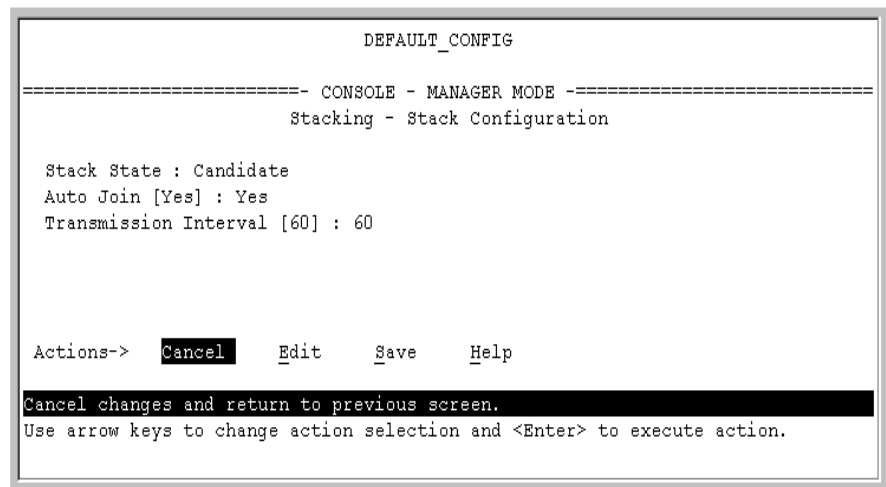 DEFAULT_CONFIG
==========================- CONSOLE - MANAGER MODE -============================
Stacking - Stack Configuration
Stack State : Candidate
Auto Join [Yes] : Yes
Transmission Interval [60] : 60
Actions-> Cancel Edit Save Help
Cancel changes and return to previous screen.
Use arrow keys to change action selection and <Enter> to execute action.